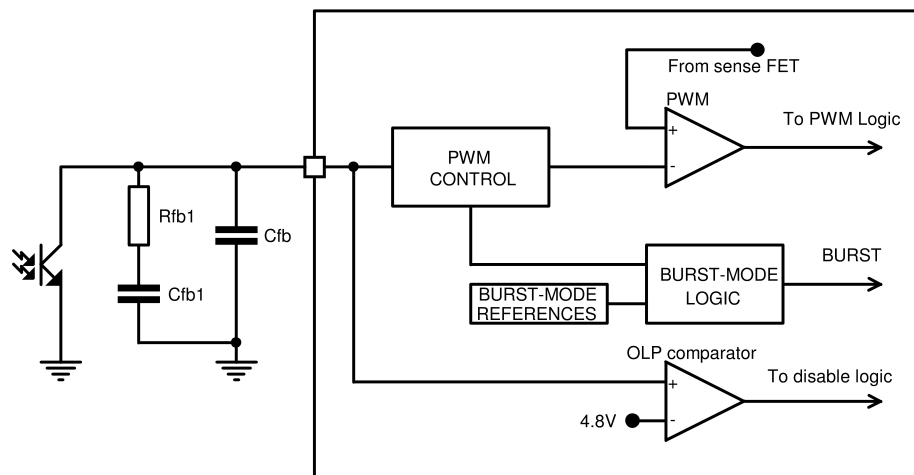 From sense FET
PWM
+
-
To PWM Logic
PWM
CONTROL
Rfb1
Cfb
Cfb1
BURST-MODE
LOGIC
BURST
BURST-MODE
REFERENCES
OLP comparator
+
-
To disable logic
4.8V